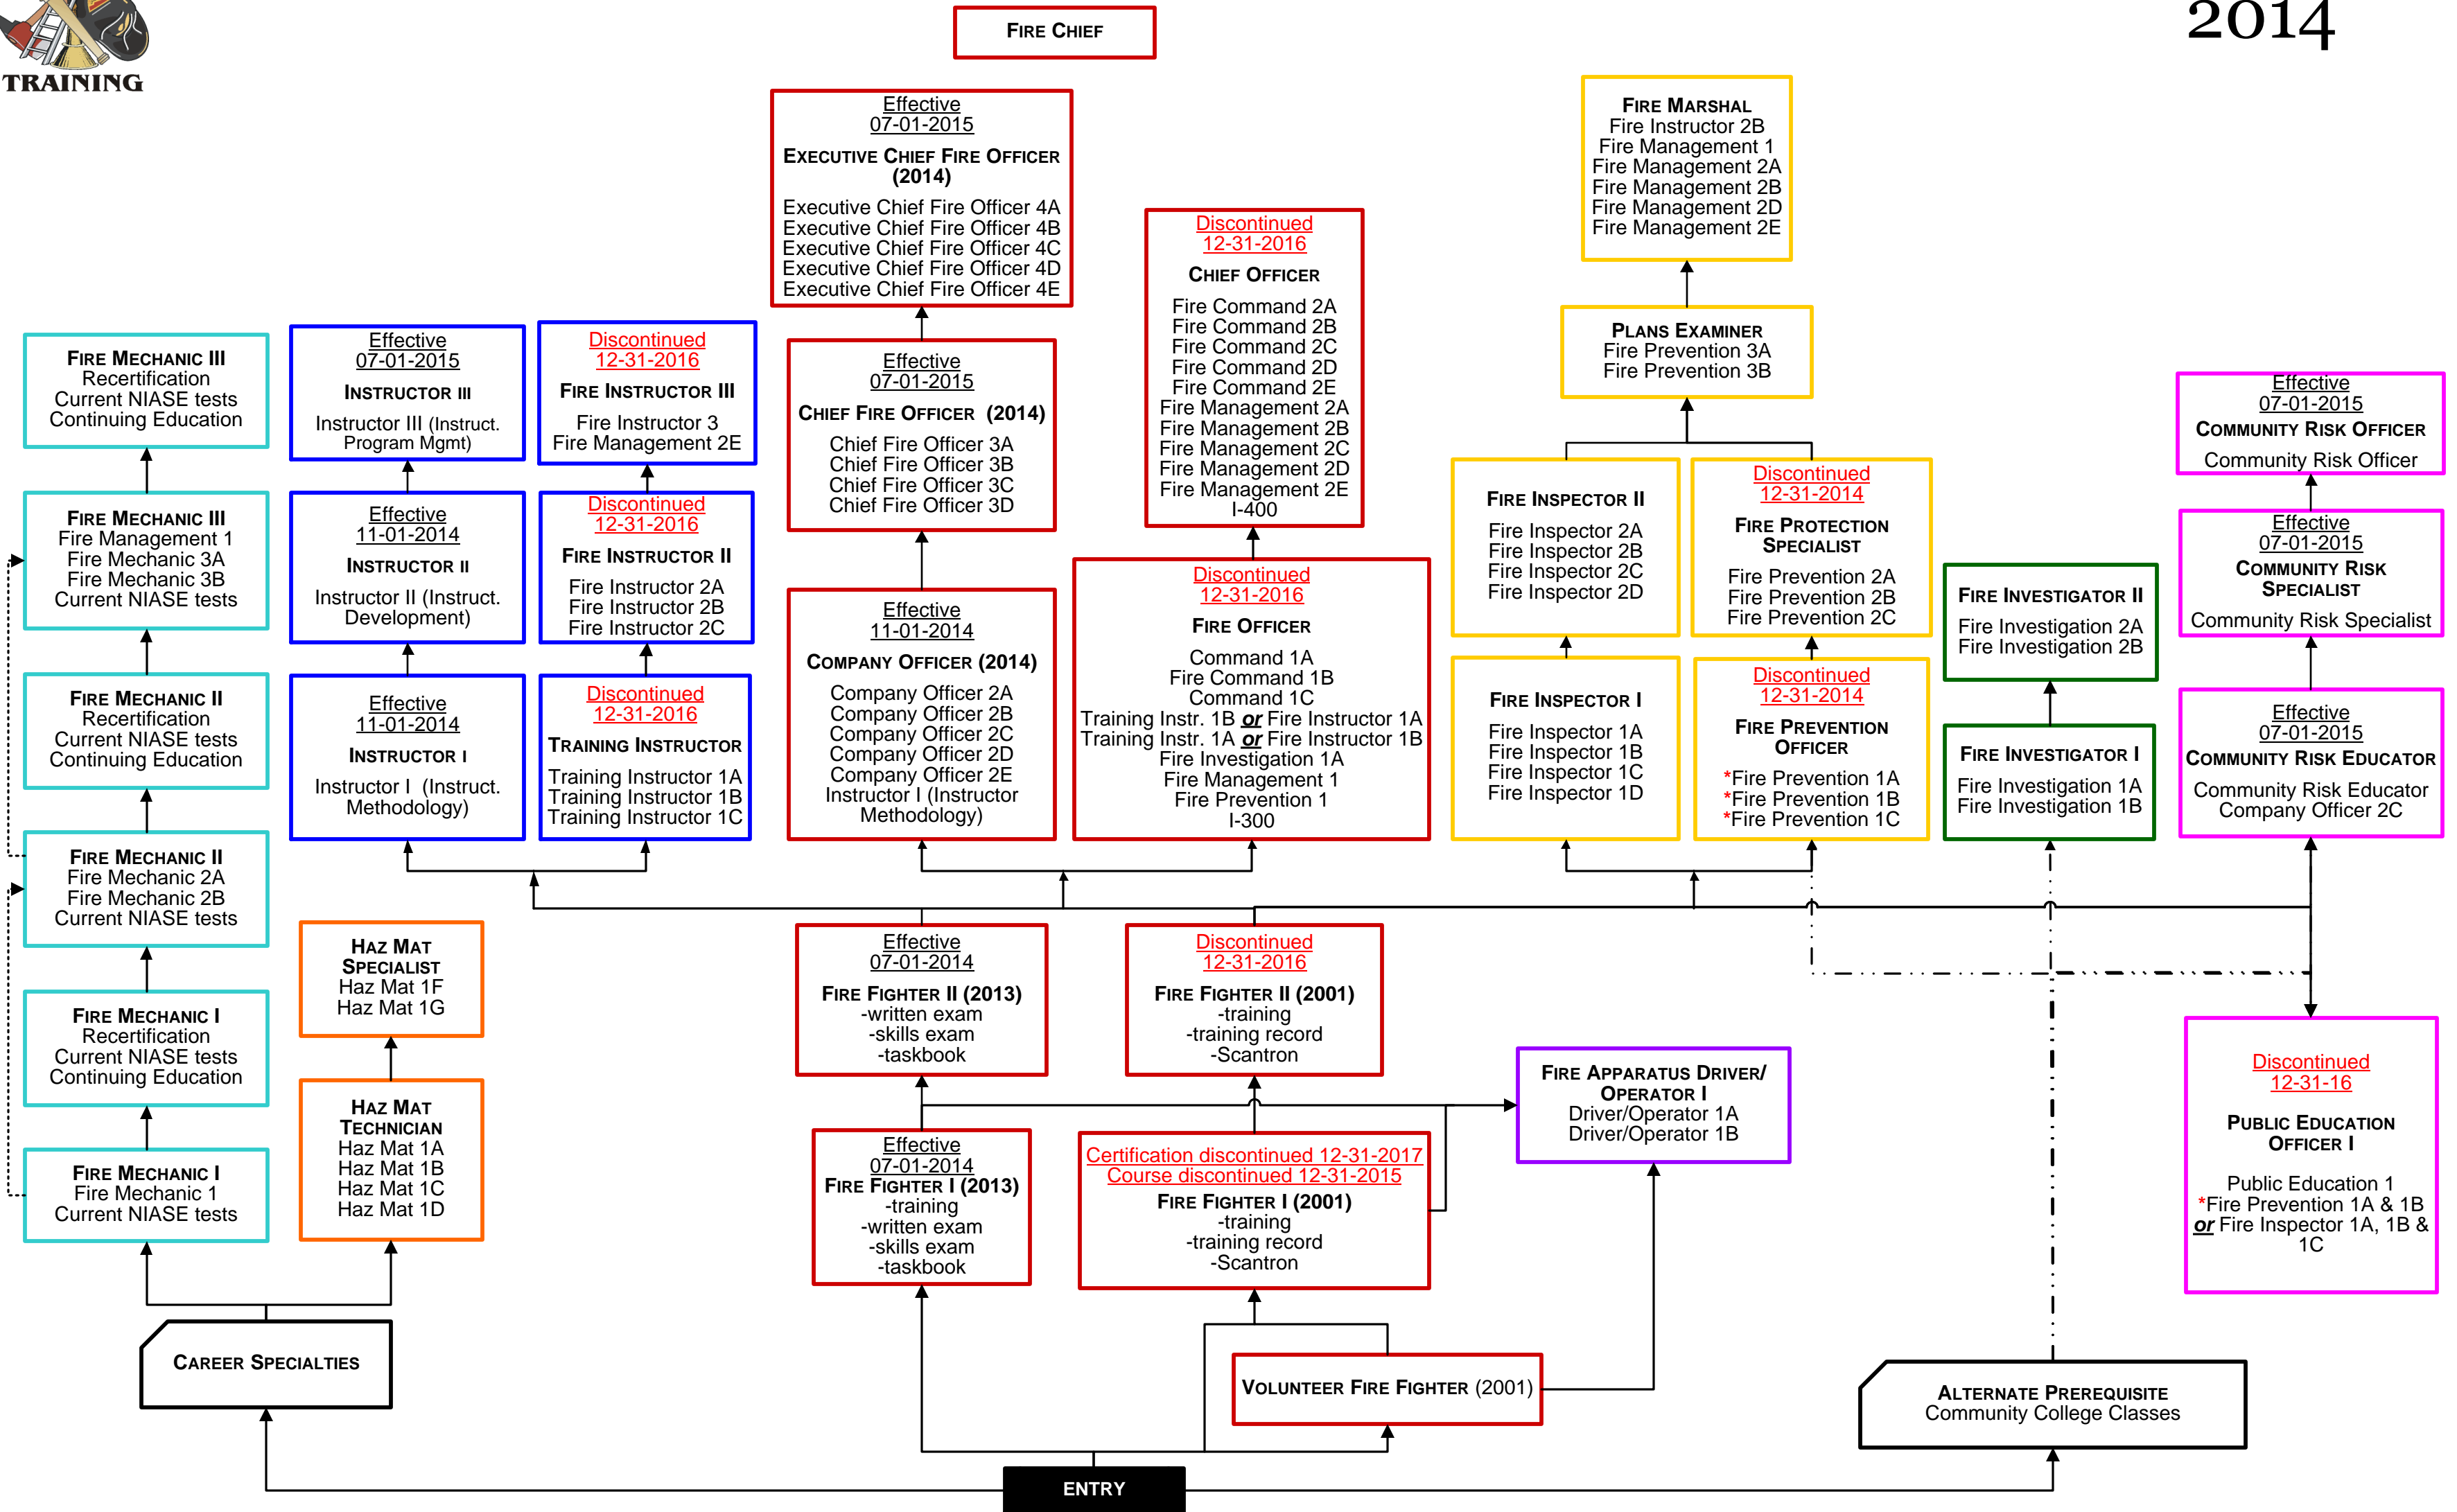 TRAINING
FIRE CHIEF
2014
Effective
07-01-2015
EXECUTIVE CHIEF FIRE OFFICER
(2014)
Executive Chief Fire Officer 4A
Executive Chief Fire Officer 4B
Executive Chief Fire Officer 4C
Executive Chief Fire Officer 4D
Executive Chief Fire Officer 4E
FIRE MARSHAL
Fire Instructor 2B
Fire Management 1
Fire Management 2A
Fire Management 2B
Fire Management 2D
Fire Management 2E
Discontinued
12-31-2016
CHIEF OFFICER
Fire Command 2A
Fire Command 2B
Fire Command 2C
Fire Command 2D
Fire Command 2E
Fire Management 2A
Fire Management 2B
Fire Management 2C
Fire Management 2D
Fire Management 2E
I-400
PLANS EXAMINER
Fire Prevention 3A
Fire Prevention 3B
FIRE MECHANIC III
Recertification
Current NIASE tests
Continuing Education
Effective
07-01-2015
INSTRUCTOR III
Instructor III (Instruct.
Program Mgmt)
Discontinued
12-31-2016
FIRE INSTRUCTOR III
Fire Instructor 3
Fire Management 2E
Effective
07-01-2015
CHIEF FIRE OFFICER (2014)
Chief Fire Officer 3A
Chief Fire Officer 3B
Chief Fire Officer 3C
Chief Fire Officer 3D
Effective
07-01-2015
COMMUNITY RISK OFFICER
Community Risk Officer
FIRE MECHANIC III
Fire Management 1
Fire Mechanic 3A
Fire Mechanic 3B
Current NIASE tests
Effective
11-01-2014
INSTRUCTOR II
Instructor II (Instruct.
Development)
Discontinued
12-31-2016
FIRE INSTRUCTOR II
Fire Instructor 2A
Fire Instructor 2B
Fire Instructor 2C
FIRE INSPECTOR II
Fire Inspector 2A
Fire Inspector 2B
Fire Inspector 2C
Fire Inspector 2D
Discontinued
12-31-2014
FIRE PROTECTION
SPECIALIST
Fire Prevention 2A
Fire Prevention 2B
Fire Prevention 2C
Effective
07-01-2015
COMMUNITY RISK
SPECIALIST
Community Risk Specialist
Effective
11-01-2014
COMPANY OFFICER (2014)
Company Officer 2A
Company Officer 2B
Company Officer 2C
Company Officer 2D
Company Officer 2E
Instructor I (Instructor
Methodology)
Discontinued
12-31-2016
FIRE OFFICER
Command 1A
Fire Command 1B
Command 1C
Training Instr. 1B or Fire Instructor 1A
Training Instr. 1A or Fire Instructor 1B
Fire Investigation 1A
Fire Management 1
Fire Prevention 1
I-300
FIRE INVESTIGATOR II
Fire Investigation 2A
Fire Investigation 2B
FIRE MECHANIC II
Recertification
Current NIASE tests
Continuing Education
Effective
11-01-2014
INSTRUCTOR I
Instructor I (Instruct.
Methodology)
Discontinued
12-31-2016
TRAINING INSTRUCTOR
Training Instructor 1A
Training Instructor 1B
Training Instructor 1C
FIRE INSPECTOR I
Fire Inspector 1A
Fire Inspector 1B
Fire Inspector 1C
Fire Inspector 1D
Discontinued
12-31-2014
FIRE PREVENTION
OFFICER
*Fire Prevention 1A
*Fire Prevention 1B
*Fire Prevention 1C
FIRE INVESTIGATOR I
Fire Investigation 1A
Fire Investigation 1B
Effective
07-01-2015
COMMUNITY RISK EDUCATOR
Community Risk Educator
Company Officer 2C
FIRE MECHANIC II
Fire Mechanic 2A
Fire Mechanic 2B
Current NIASE tests
HAZ MAT
SPECIALIST
Haz Mat 1F
Haz Mat 1G
Effective
07-01-2014
FIRE FIGHTER II (2013)
-written exam
-skills exam
-taskbook
Discontinued
12-31-2016
FIRE FIGHTER II (2001)
-training
-training record
-Scantron
FIRE MECHANIC I
Recertification
Current NIASE tests
Continuing Education
HAZ MAT
TECHNICIAN
Haz Mat 1A
Haz Mat 1B
Haz Mat 1C
Haz Mat 1D
FIRE APPARATUS DRIVER/
OPERATOR I
Driver/Operator 1A
Driver/Operator 1B
Discontinued
12-31-16
PUBLIC EDUCATION
OFFICER I
Public Education 1
*Fire Prevention 1A & 1B
or Fire Inspector 1A, 1B &
1C
FIRE MECHANIC I
Fire Mechanic 1
Current NIASE tests
Effective
07-01-2014
FIRE FIGHTER I (2013)
-training
-written exam
-skills exam
-taskbook
Certification discontinued 12-31-2017
Course discontinued 12-31-2015
FIRE FIGHTER I (2001)
-training
-training record
-Scantron
CAREER SPECIALTIES
VOLUNTEER FIRE FIGHTER (2001)
ALTERNATE PREREQUISITE
Community College Classes
ENTRY